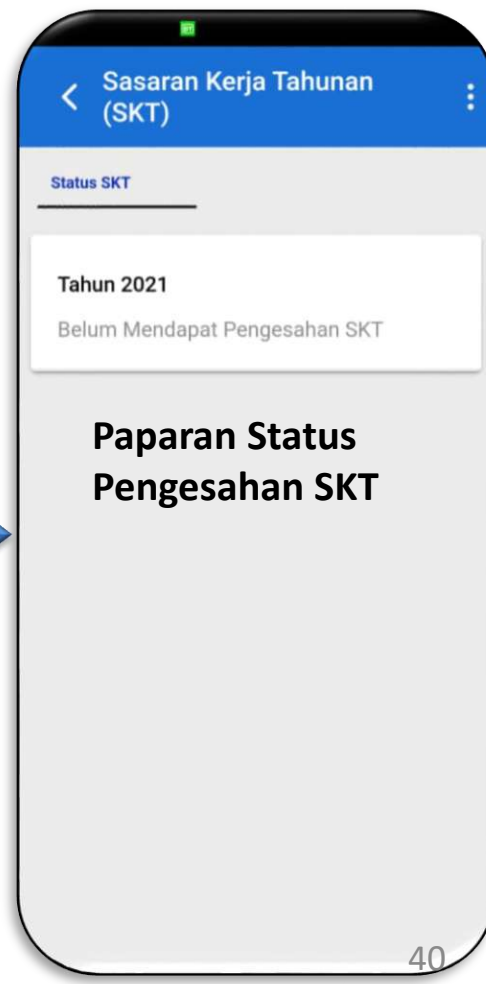 Sasaran Kerja Tahunan
(SKT)
Status SKT
Tahun 2021
Belum Mendapat Pengesahan SKT
Paparan Status
Pengesahan SKT
40